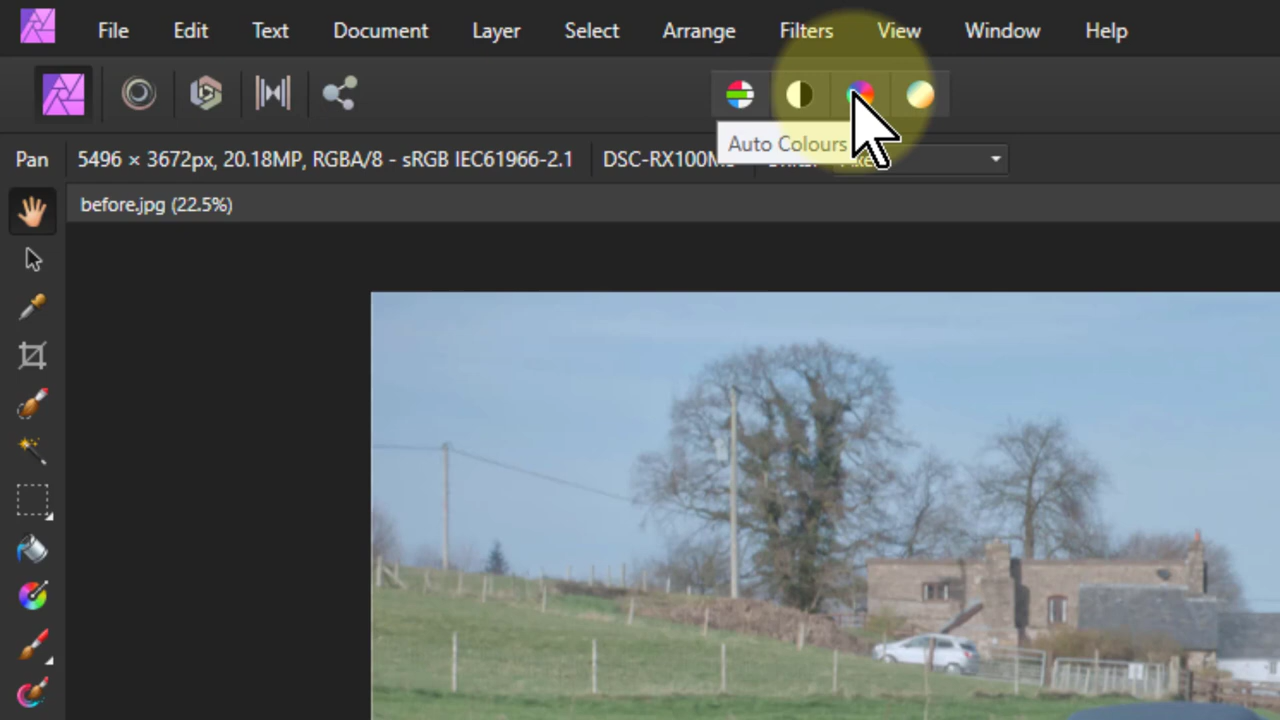 File Edit Text Document Layer Select Arrange Filters View Window Help
Auto Colours
Pan 5496 × 3672px, 20.18MP, RGBA/8 - sRGB IEC61966-2.1
before.jpg (22.5%)